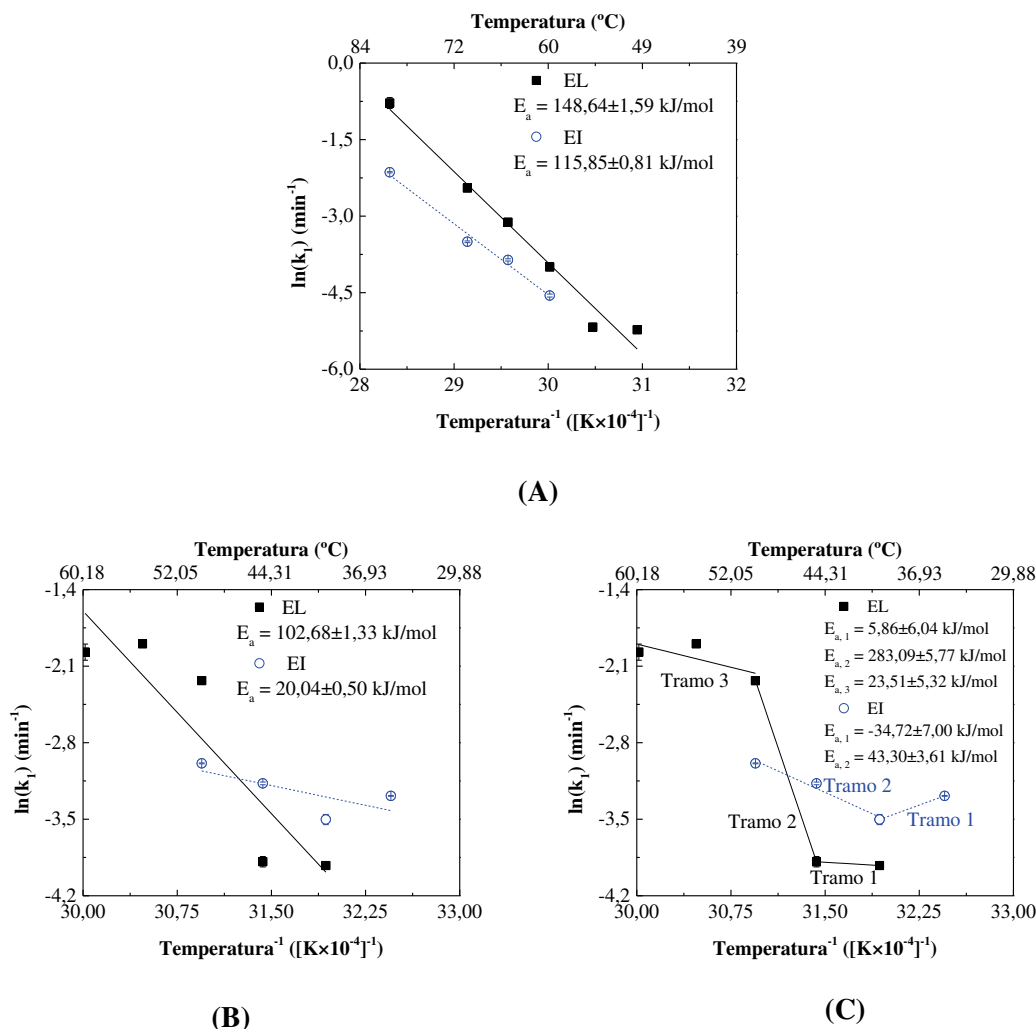 Temperatura (ºC)
84 72 60 49 39
0,0
EL
Eₐ = 148,64±1,59 kJ/mol
EI
Eₐ = 115,85±0,81 kJ/mol
-1,5
-3,0
-4,5
-6,0
ln(k₁) (min⁻¹)
28 29 30 31 32
Temperatura⁻¹ ([K×10⁻⁴]⁻¹)
(A)
Temperatura (ºC)
60,18 52,05 44,31 36,93 29,88
-1,4
EL
Eₐ = 102,68±1,33 kJ/mol
EI
Eₐ = 20,04±0,50 kJ/mol
-2,1
-2,8
-3,5
-4,2
ln(k₁) (min⁻¹)
30,00 30,75 31,50 32,25 33,00
Temperatura⁻¹ ([K×10⁻⁴]⁻¹)
(B)
Temperatura (ºC)
60,18 52,05 44,31 36,93 29,88
-1,4
EL
Eₐ, ₁ = 5,86±6,04 kJ/mol
Eₐ, ₂ = 283,09±5,77 kJ/mol
Eₐ, ₃ = 23,51±5,32 kJ/mol
EI
Eₐ, ₁ = -34,72±7,00 kJ/mol
Eₐ, ₂ = 43,30±3,61 kJ/mol
-2,1
Tramo 3
-2,8
Tramo 2
-3,5
Tramo 2
Tramo 1
Tramo 1
-4,2
ln(k₁) (min⁻¹)
30,00 30,75 31,50 32,25 33,00
Temperatura⁻¹ ([K×10⁻⁴]⁻¹)
(C)